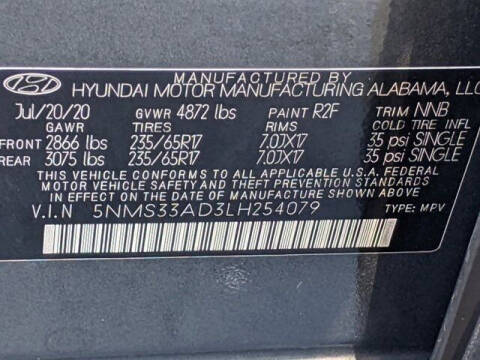 MANUFACTURED BY
HYUNDAI MOTOR MANUFACTURING ALABAMA, LLC
Jul/20/20 GVWR 4872 lbs PAINT R2F TRIM NNB
GAWR TIRES RIMS COLD TIRE INFL
FRONT 2866 lbs 235/65R17 7.0JX17 35 psi SINGLE
REAR 3075 lbs 235/65R17 7.0JX17 35 psi SINGLE
THIS VEHICLE CONFORMS TO ALL APPLICABLE U.S.A. FEDERAL
MOTOR VEHICLE SAFETY AND THEFT PREVENTION STANDARDS
IN EFFECT ON THE DATE OF MANUFACTURE SHOWN ABOVE
V.I.N 5NMS33AD3LH254079 TYPE: MPV